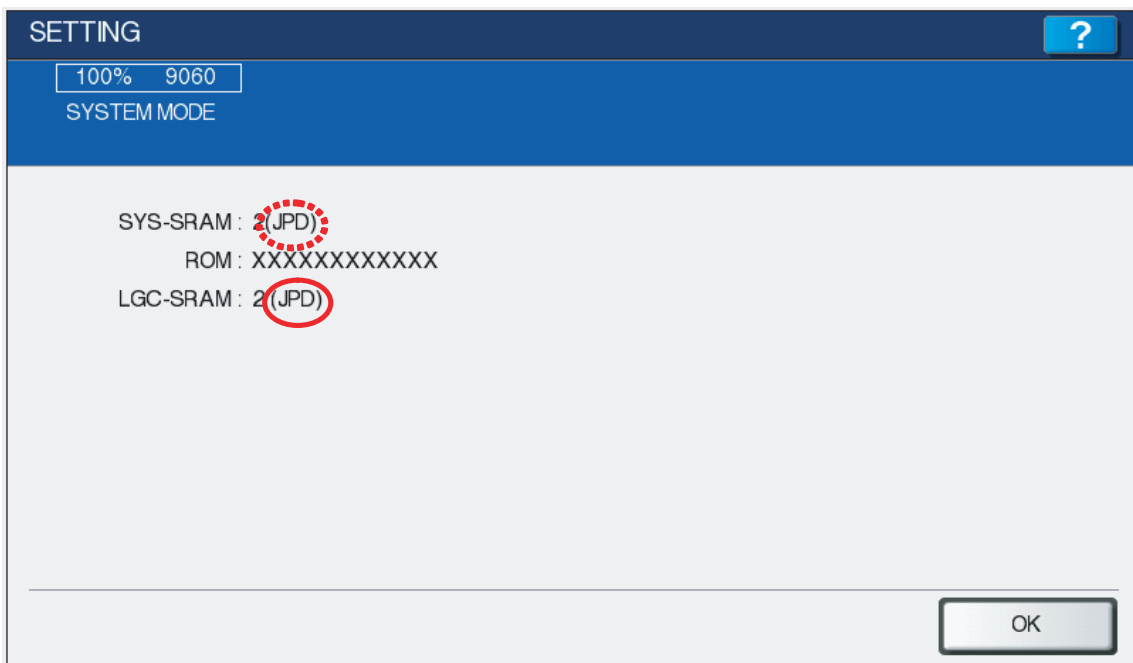 SETTING
?
100% 9060
SYSTEM MODE
SYS-SRAM : 2(JPD)
ROM : XXXXXXXXXXXX
LGC-SRAM : 2(JPD)
OK